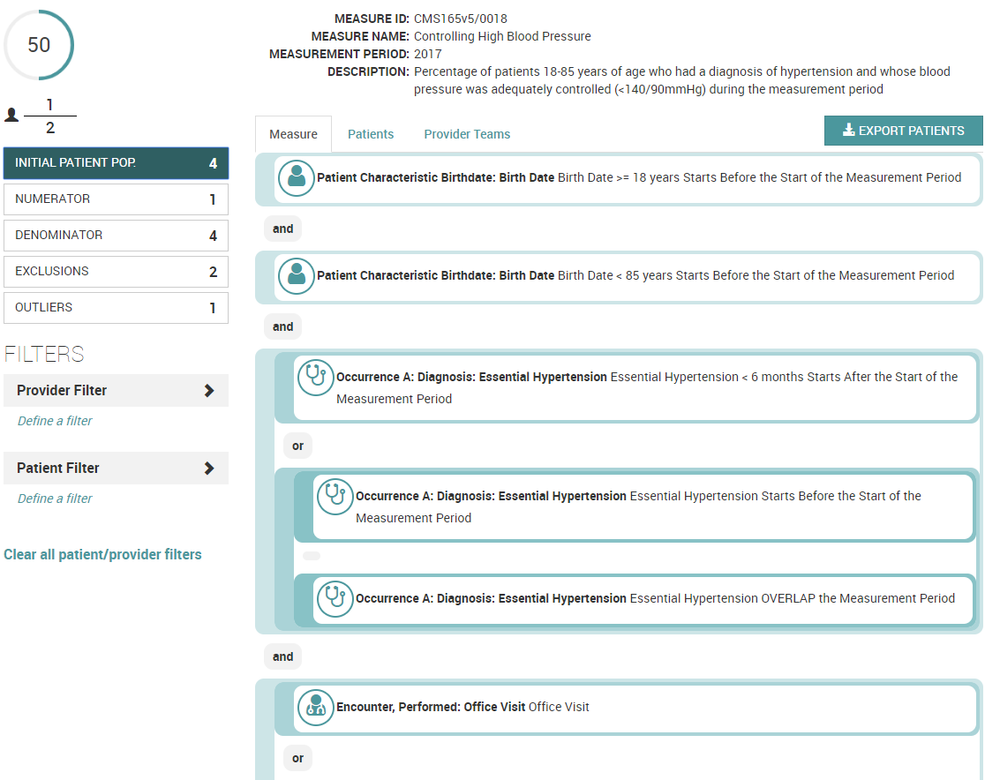 50
1
2
INITIAL PATIENT POP. 4
NUMERATOR 1
DENOMINATOR 4
EXCLUSIONS 2
OUTLIERS 1
FILTERS
Provider Filter
Define a filter
Patient Filter
Define a filter
Clear all patient/provider filters
MEASURE ID: CMS165v5/0018
MEASURE NAME: Controlling High Blood Pressure
MEASUREMENT PERIOD: 2017
DESCRIPTION: Percentage of patients 18-85 years of age who had a diagnosis of hypertension and whose blood
pressure was adequately controlled (<140/90mmHg) during the measurement period
Measure Patients Provider Teams EXPORT PATIENTS
Patient Characteristic Birthdate: Birth Date Birth Date >= 18 years Starts Before the Start of the Measurement Period
and
Patient Characteristic Birthdate: Birth Date Birth Date < 85 years Starts Before the Start of the Measurement Period
and
Occurrence A: Diagnosis: Essential Hypertension Essential Hypertension < 6 months Starts After the Start of the
Measurement Period
or
Occurrence A: Diagnosis: Essential Hypertension Essential Hypertension Starts Before the Start of the
Measurement Period
Occurrence A: Diagnosis: Essential Hypertension Essential Hypertension OVERLAP the Measurement Period
and
Encounter, Performed: Office Visit Office Visit
or